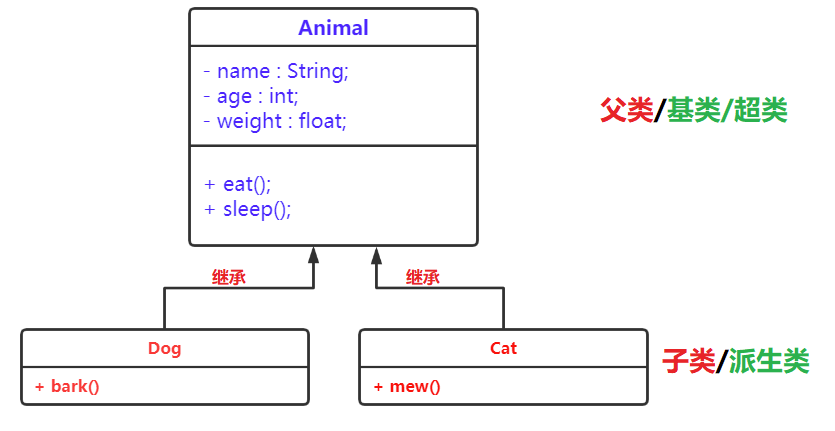 Animal
- name : String;
- age : int;
- weight : float;
父类/基类/超类
+ eat();
+ sleep();
继承
继承
Dog
Cat
子类/派生类
+ bark()
+ mew()